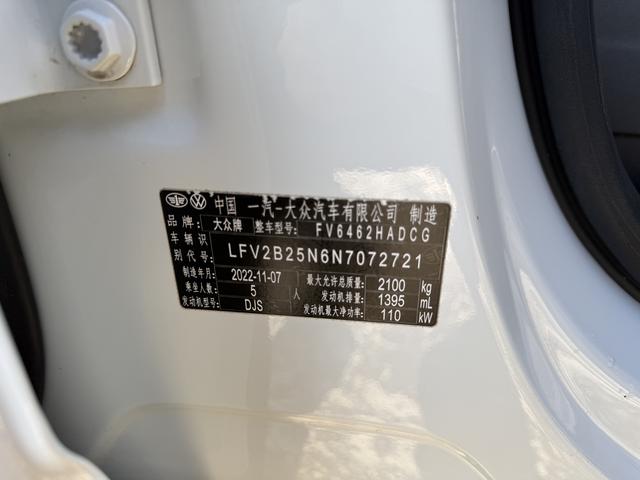 中国 一汽-大众汽车有限公司 制造
品牌: 大众牌 整车型号: FV6462HADCG
车辆识别代号: LFV2B25N6N7072721
制造年月: 2022-11-07 最大允许总质量: 2100 kg
乘坐人数: 5 人 发动机排量: 1395 mL
发动机型号: DJS 发动机最大净功率: 110 kW